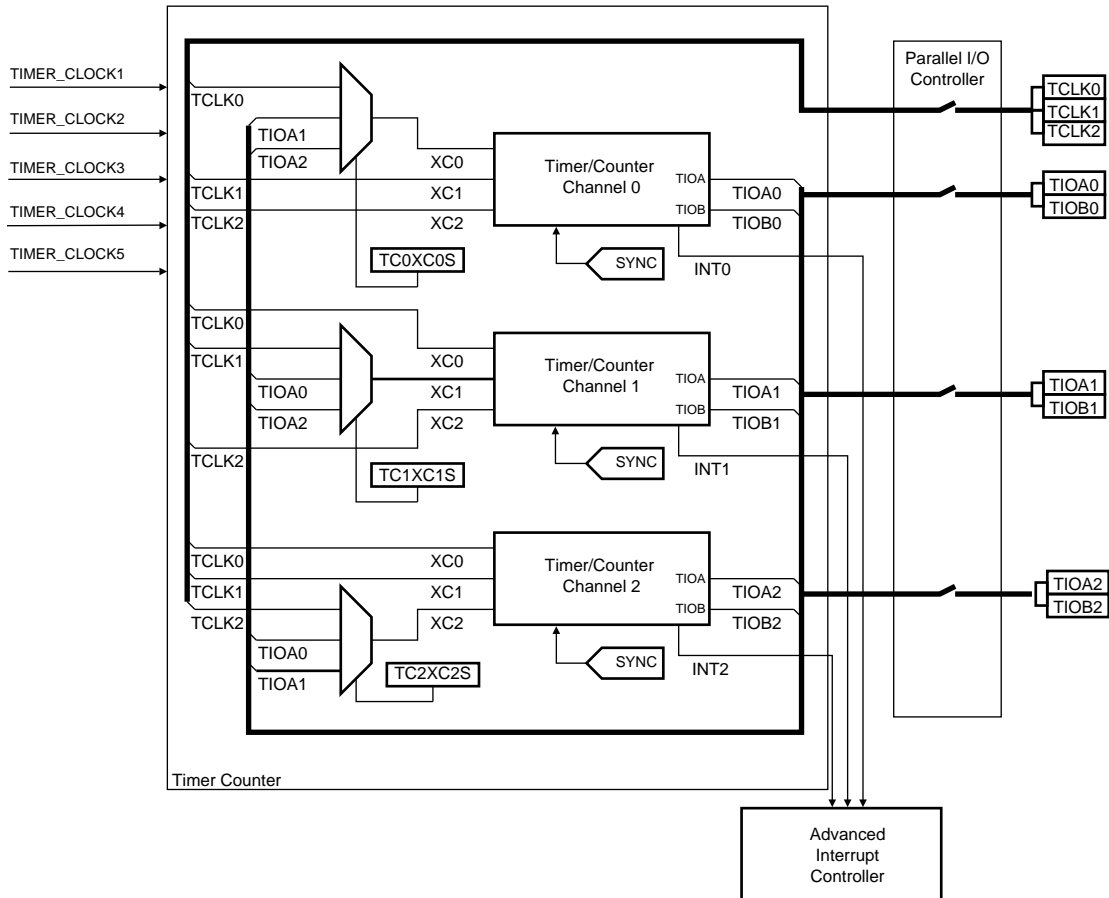 TIMER_CLOCK1
TIMER_CLOCK2
TIMER_CLOCK3
TIMER_CLOCK4
TIMER_CLOCK5
TCLK0
TIOA1
TIOA2
TCLK1
TCLK2
XC0
XC1
XC2
TC0XC0S
Timer/Counter
Channel 0
TIOA
TIOB
TIOA0
TIOB0
SYNC
INT0
TCLK0
TCLK1
TIOA0
TIOA2
TCLK2
XC0
XC1
XC2
TC1XC1S
Timer/Counter
Channel 1
TIOA
TIOB
TIOA1
TIOB1
SYNC
INT1
TCLK0
TCLK1
TCLK2
TIOA0
TIOA1
XC0
XC1
XC2
TC2XC2S
Timer/Counter
Channel 2
TIOA
TIOB
TIOA2
TIOB2
SYNC
INT2
Timer Counter
Parallel I/O
Controller
TCLK0
TCLK1
TCLK2
TIOA0
TIOB0
TIOA1
TIOB1
TIOA2
TIOB2
Advanced
Interrupt
Controller